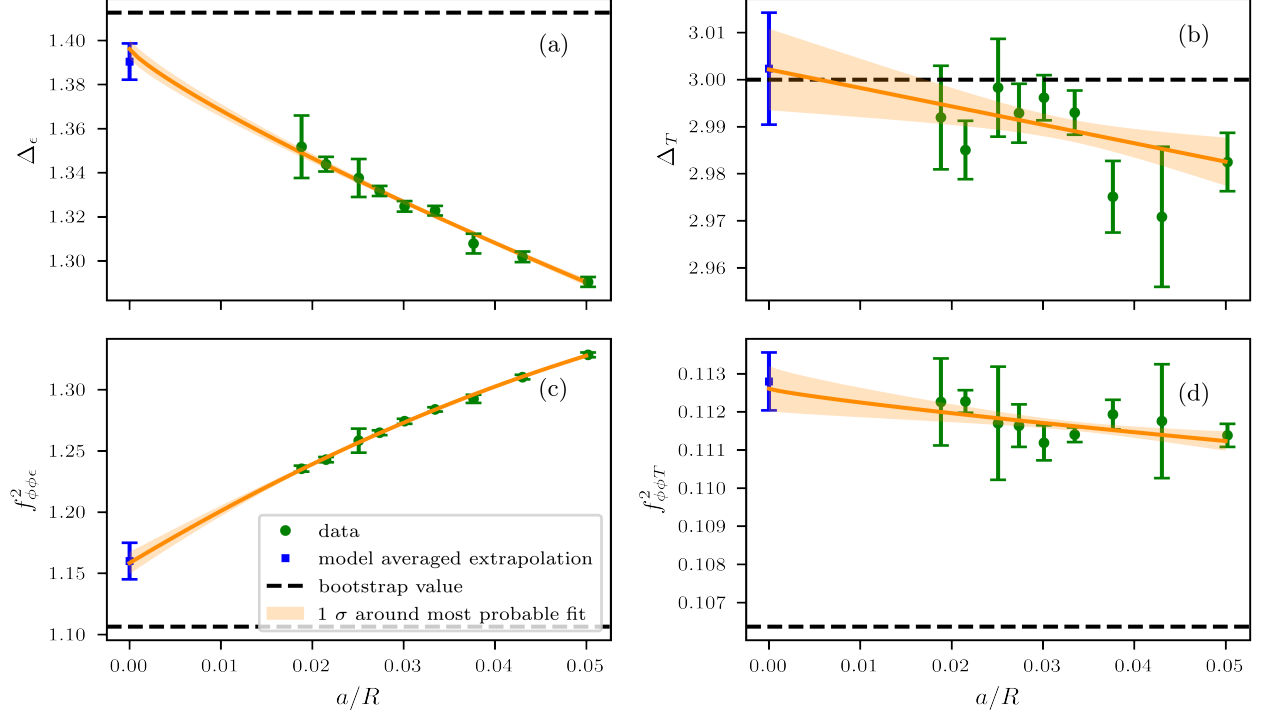 1.40
1.38
1.36
1.34
1.32
1.30
Δ_ϵ
(a)
3.01
3.00
2.99
2.98
2.97
2.96
Δ_T
(b)
1.30
1.25
1.20
1.15
1.10
f²_ϕϕϵ
(c)
data
model averaged extrapolation
bootstrap value
1 σ around most probable fit
0.00 0.01 0.02 0.03 0.04 0.05
a/R
0.113
0.112
0.111
0.110
0.109
0.108
0.107
f²_ϕϕT
(d)
0.00 0.01 0.02 0.03 0.04 0.05
a/R